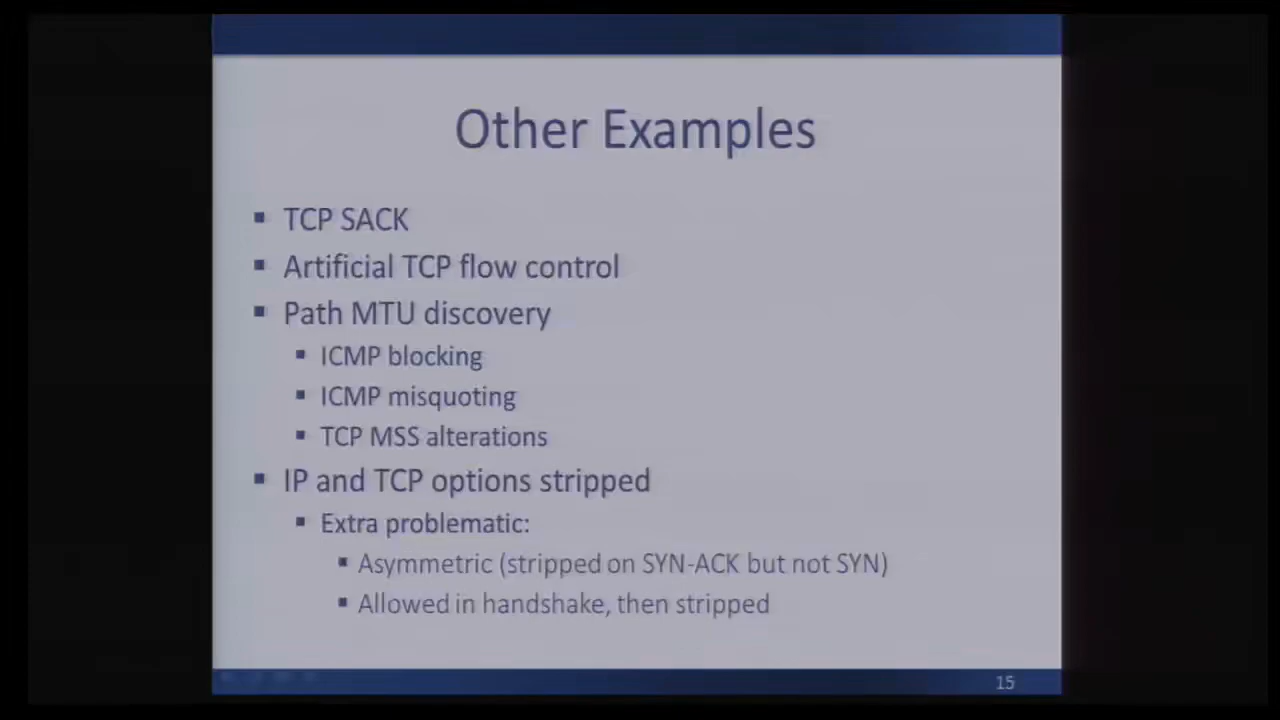 Other Examples
TCP SACK
Artificial TCP flow control
Path MTU discovery
ICMP blocking
ICMP misquoting
TCP MSS alterations
IP and TCP options stripped
Extra problematic:
Asymmetric (stripped on SYN-ACK but not SYN)
Allowed in handshake, then stripped
15